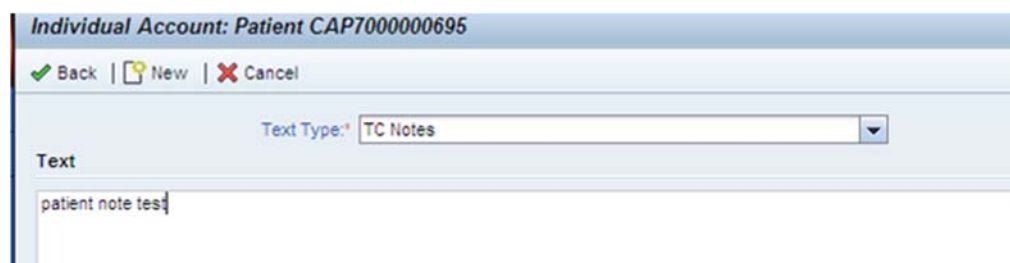 Individual Account: Patient CAP7000000695
Back | New | Cancel
Text Type:* TC Notes
Text
patient note test